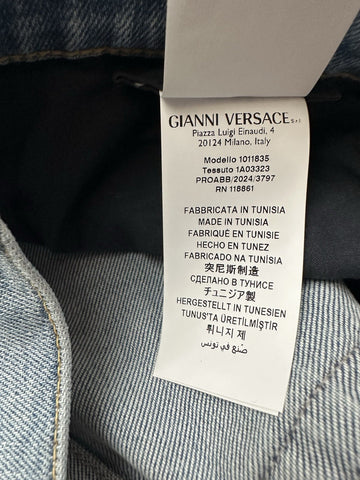 GIANNI VERSACE S.r.l.
Piazza Luigi Einaudi, 4
20124 Milano, Italy
Modello 1011835
Tessuto 1A03323
PROABB/2024/3797
RN 118861
FABBRICATA IN TUNISIA
MADE IN TUNISIA
FABRIQUÉ EN TUNISIE
HECHO EN TUNEZ
FABRICADO NA TUNÍSIA
突尼斯制造
СДЕЛАНО В ТУНИСЕ
チュニジア製
HERGESTELLT IN TUNESIEN
TUNUS'TA ÜRETİLMİŞTİR
튀니지 제
صنع في تونس